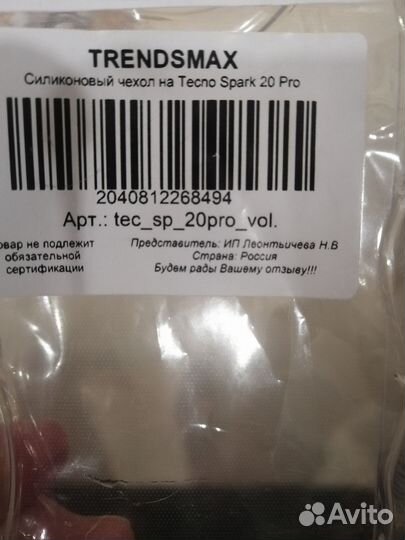 TRENDSMAX
Силиконовый чехол на Tecno Spark 20 Pro
2040812268494
Арт.: tec_sp_20pro_vol.
овар не подлежит
обязательной
сертификации
Представитель: ИП Леонтьичева Н.В
Страна: Россия
Будем рады Вашему отзыву!!!
Avito